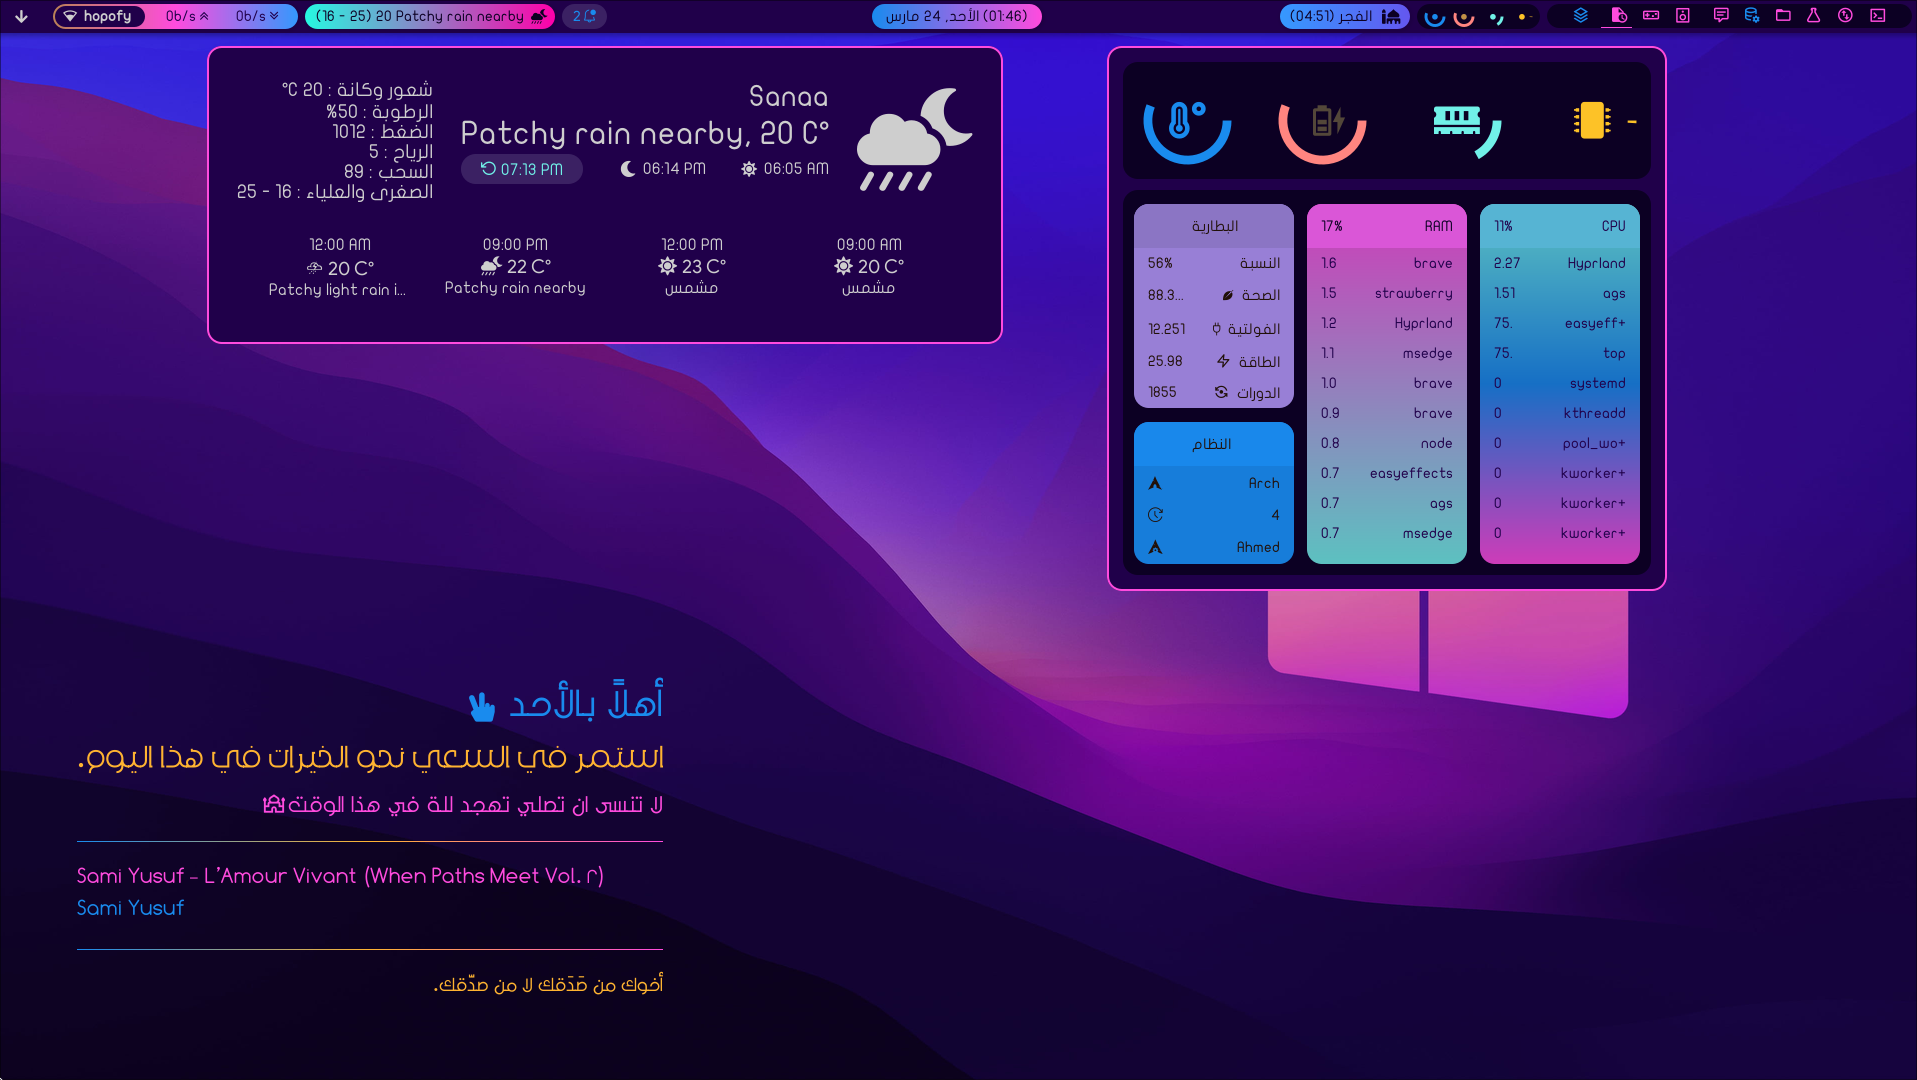 hopofy
0b/s
0b/s
(16 - 25) 20 Patchy rain nearby
2
(01:46) الأحد, 24 مارس
الفجر (04:51)
شعور وكانة : 20 C°
الرطوبة : 50%
الضغط : 1012
الرياح : 5
السحب : 89
الصغرى والعلياء : 16 - 25
Sanaa
Patchy rain nearby, 20 C°
07:13 PM
06:14 PM
06:05 AM
12:00 AM
20 C°
Patchy light rain i...
09:00 PM
22 C°
Patchy rain nearby
12:00 PM
23 C°
مشمس
09:00 AM
20 C°
مشمس
-
البطارية
56% النسبة
88.3... الصحة
12.251 الفولتية
25.98 الطاقة
1855 الدورات
النظام
Arch
4
Ahmed
17% RAM
1.6 brave
1.5 strawberry
1.2 Hyprland
1.1 msedge
1.0 brave
0.9 brave
0.8 node
0.7 easyeffects
0.7 ags
0.7 msedge
11% CPU
2.27 Hyprland
1.51 ags
75. easyeff+
75. top
0 systemd
0 kthreadd
0 pool_wo+
0 kworker+
0 kworker+
0 kworker+
أهلاً بالأحد
استمر في السعي نحو الخيرات في هذا اليوم.
لا تنسى ان تصلي تهجد للة في هذا الوقت
Sami Yusuf - L'Amour Vivant (When Paths Meet Vol. ٢)
Sami Yusuf
أخوك من صَدَقك لا من صدّقك.